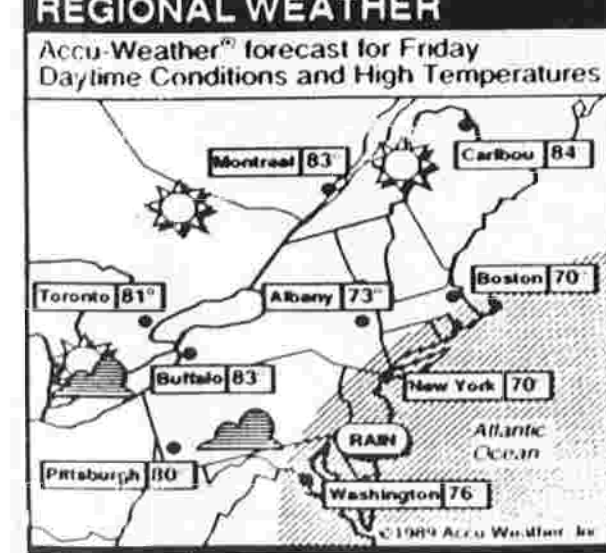 REGIONAL WEATHER
Accu-Weather® forecast for Friday
Daytime Conditions and High Temperatures
Montreal 83°
Caribou 84
Toronto 81°
Albany 73°
Boston 70°
Buffalo 83
New York 70
RAIN
Atlantic
Ocean
Pittsburgh 80
Washington 76
©1989 Accu-Weather, Inc